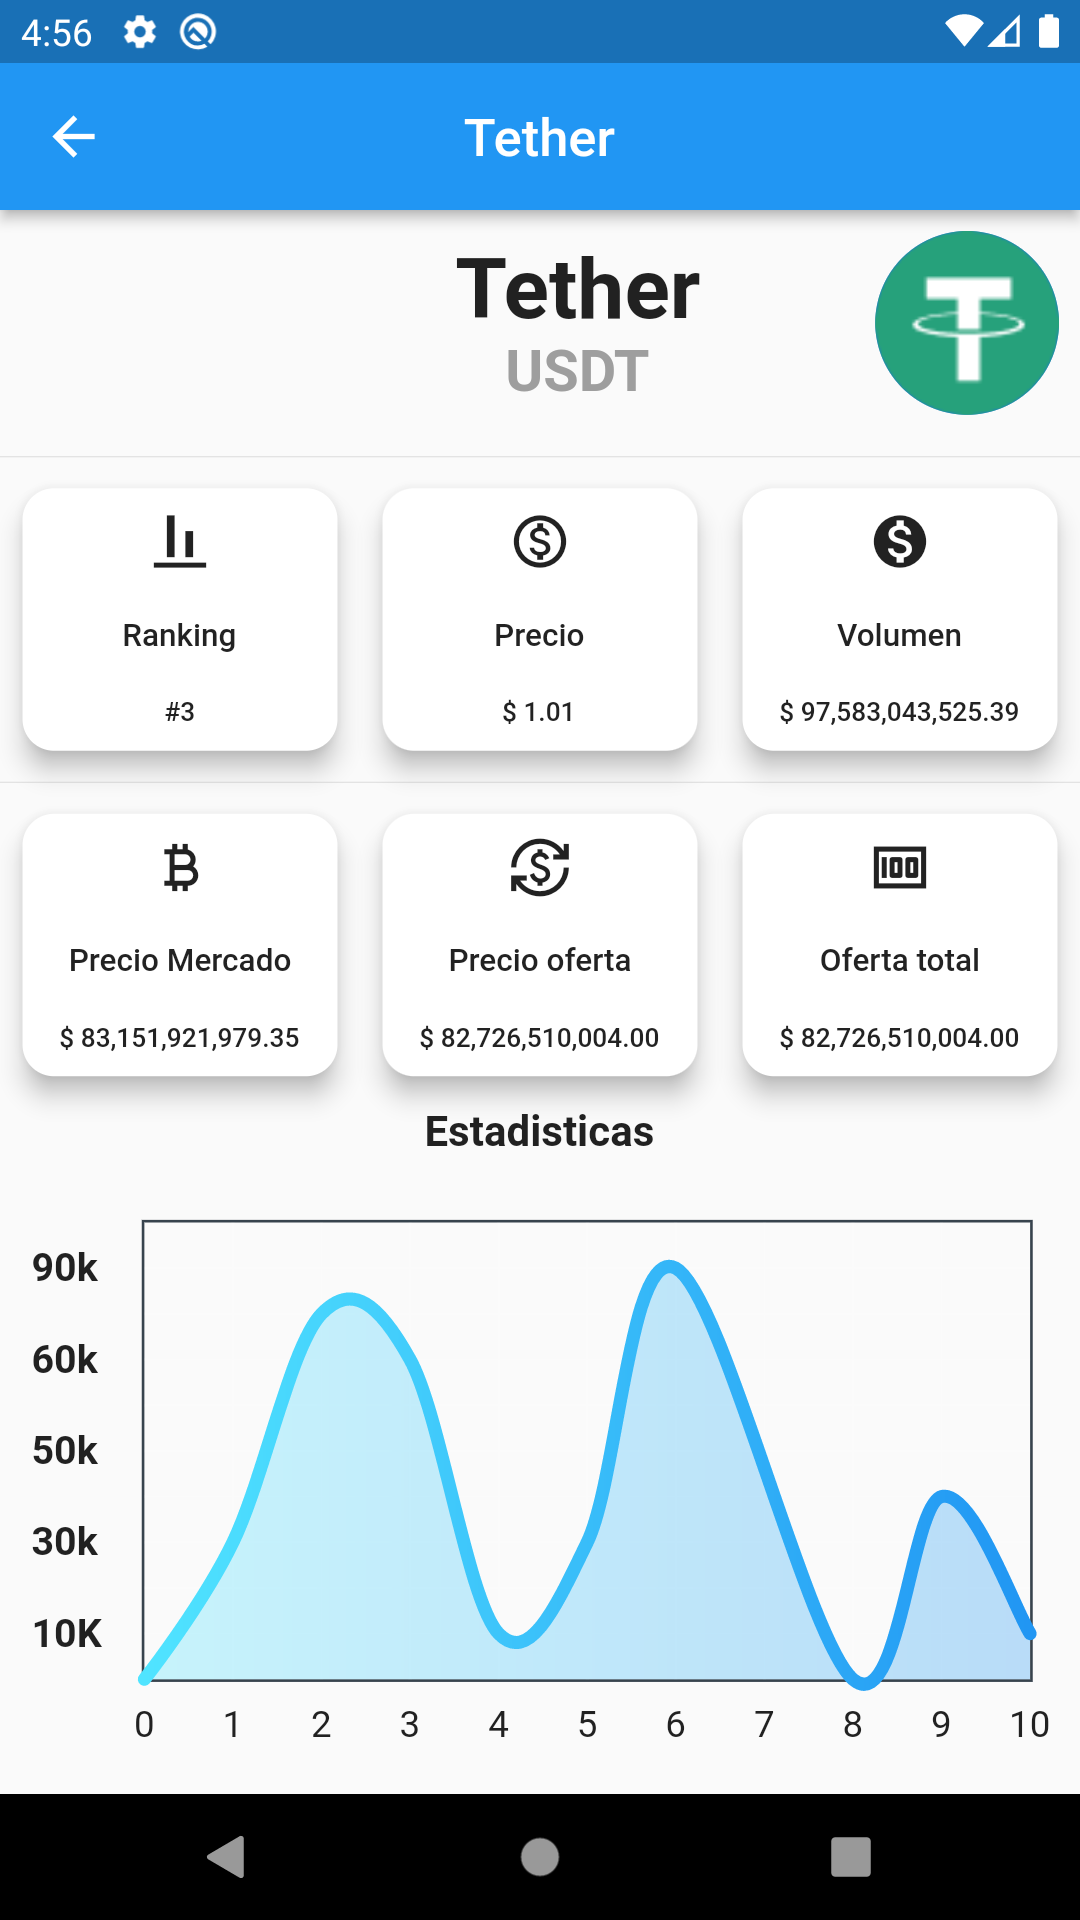 4:56
Tether
Tether
USDT
Ranking
#3
Precio
$ 1.01
Volumen
$ 97,583,043,525.39
Precio Mercado
$ 83,151,921,979.35
Precio oferta
$ 82,726,510,004.00
Oferta total
$ 82,726,510,004.00
Estadisticas
90k
60k
50k
30k
10K
0 1 2 3 4 5 6 7 8 9 10